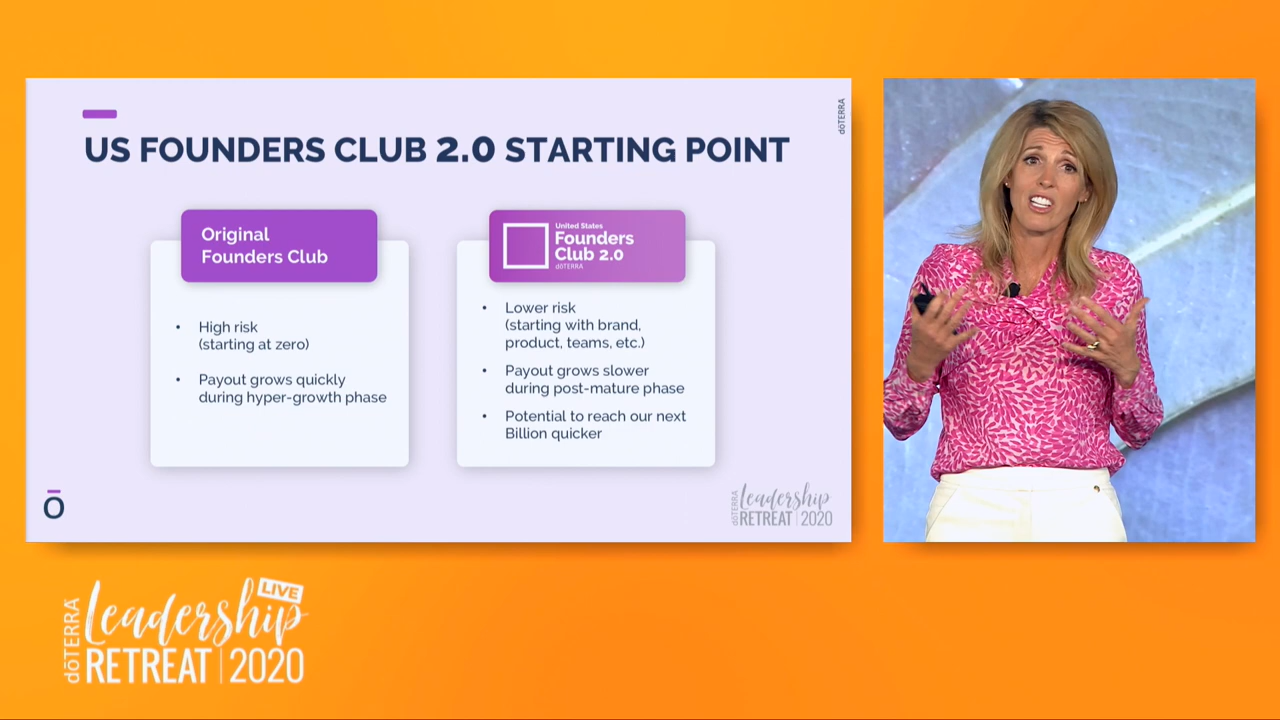 dōTERRA
US FOUNDERS CLUB 2.0 STARTING POINT
Original
Founders Club
• High risk
(starting at zero)
• Payout grows quickly
during hyper-growth phase
United States
Founders
Club 2.0
dōTERRA
• Lower risk
(starting with brand,
product, teams, etc.)
• Payout grows slower
during post-mature phase
• Potential to reach our next
Billion quicker
ō
dōTERRA
Leadership
RETREAT | 2020
LIVE
dōTERRA
Leadership
RETREAT | 2020